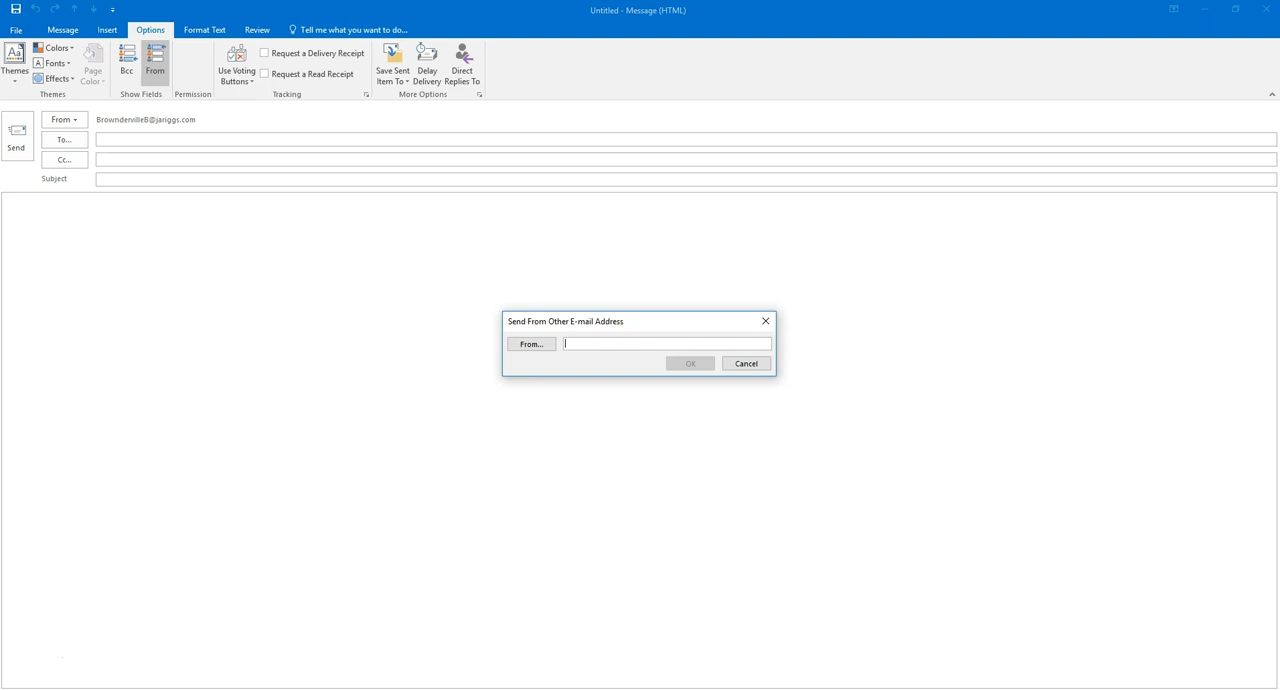 Untitled - Message (HTML)
File Message Insert Options Format Text Review Tell me what you want to do...
Themes
Colors
Fonts
Effects
Page Color
Bcc
From
Use Voting Buttons
Request a Delivery Receipt
Request a Read Receipt
Save Sent Item To
Delay Delivery
Direct Replies To
Themes Show Fields Permission Tracking More Options
Send
From BrowndervilleB@jariggs.com
To...
Cc...
Subject
Send From Other E-mail Address
From...
OK Cancel